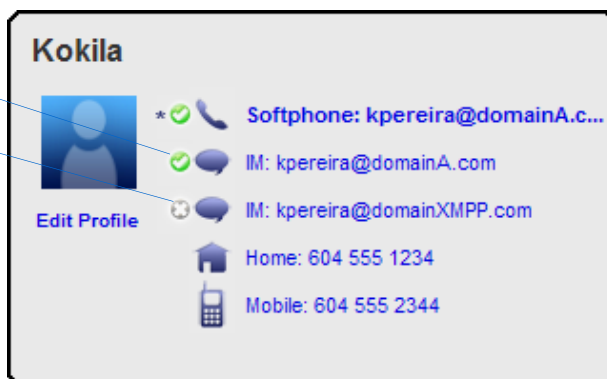 Kokila
* Softphone: kpereira@domainA.c...
IM: kpereira@domainA.com
IM: kpereira@domainXMPP.com
Edit Profile
Home: 604 555 1234
Mobile: 604 555 2344